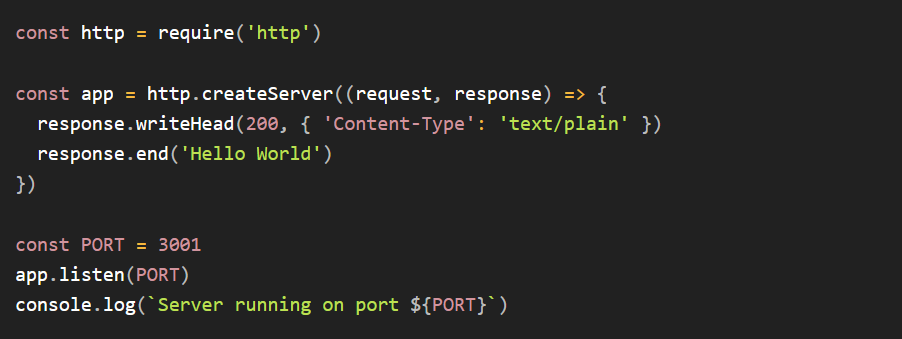 const http = require('http')

const app = http.createServer((request, response) => {
  response.writeHead(200, { 'Content-Type': 'text/plain' })
  response.end('Hello World')
})

const PORT = 3001
app.listen(PORT)
console.log(`Server running on port ${PORT}`)